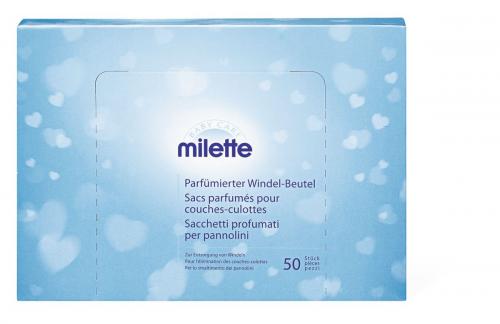 BABY CARE
milette
Parfümierter Windel-Beutel
Sacs parfumés pour
couches-culottes
Sacchetti profumati
per pannolini
Zur Entsorgung von Windeln
Pour l'élimination des couches-culottes
Per lo smaltimento dei pannolini
50 Stück
pièces
pezzi